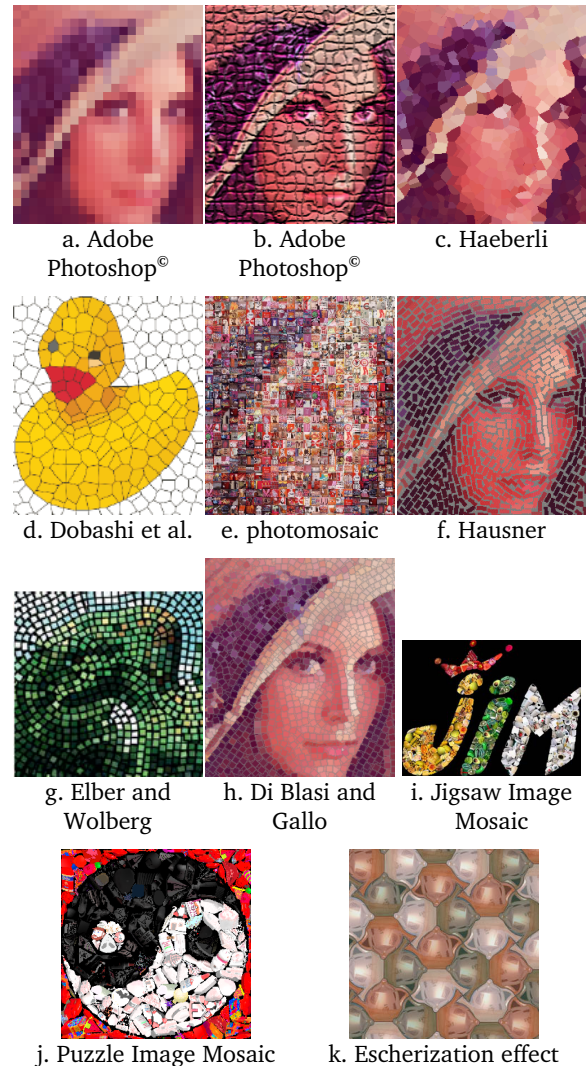 a. Adobe
Photoshop©
b. Adobe
Photoshop©
c. Haeberli
d. Dobashi et al.
e. photomosaic
f. Hausner
g. Elber and
Wolberg
h. Di Blasi and
Gallo
i. Jigsaw Image
Mosaic
JiM
j. Puzzle Image Mosaic
k. Escherization effect